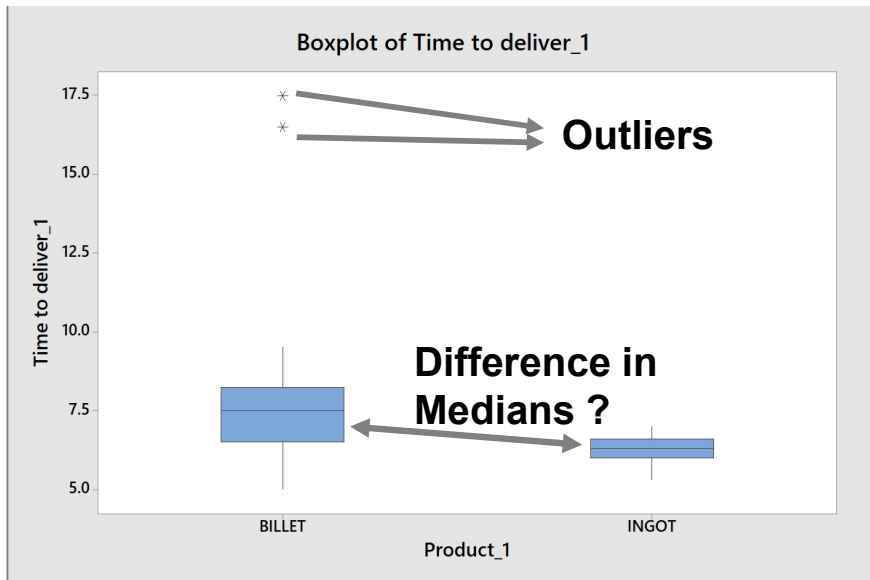 Boxplot of Time to deliver_1
17.5
Outliers
15.0
12.5
Time to deliver_1
10.0
Difference in
Medians ?
7.5
5.0
BILLET
INGOT
Product_1